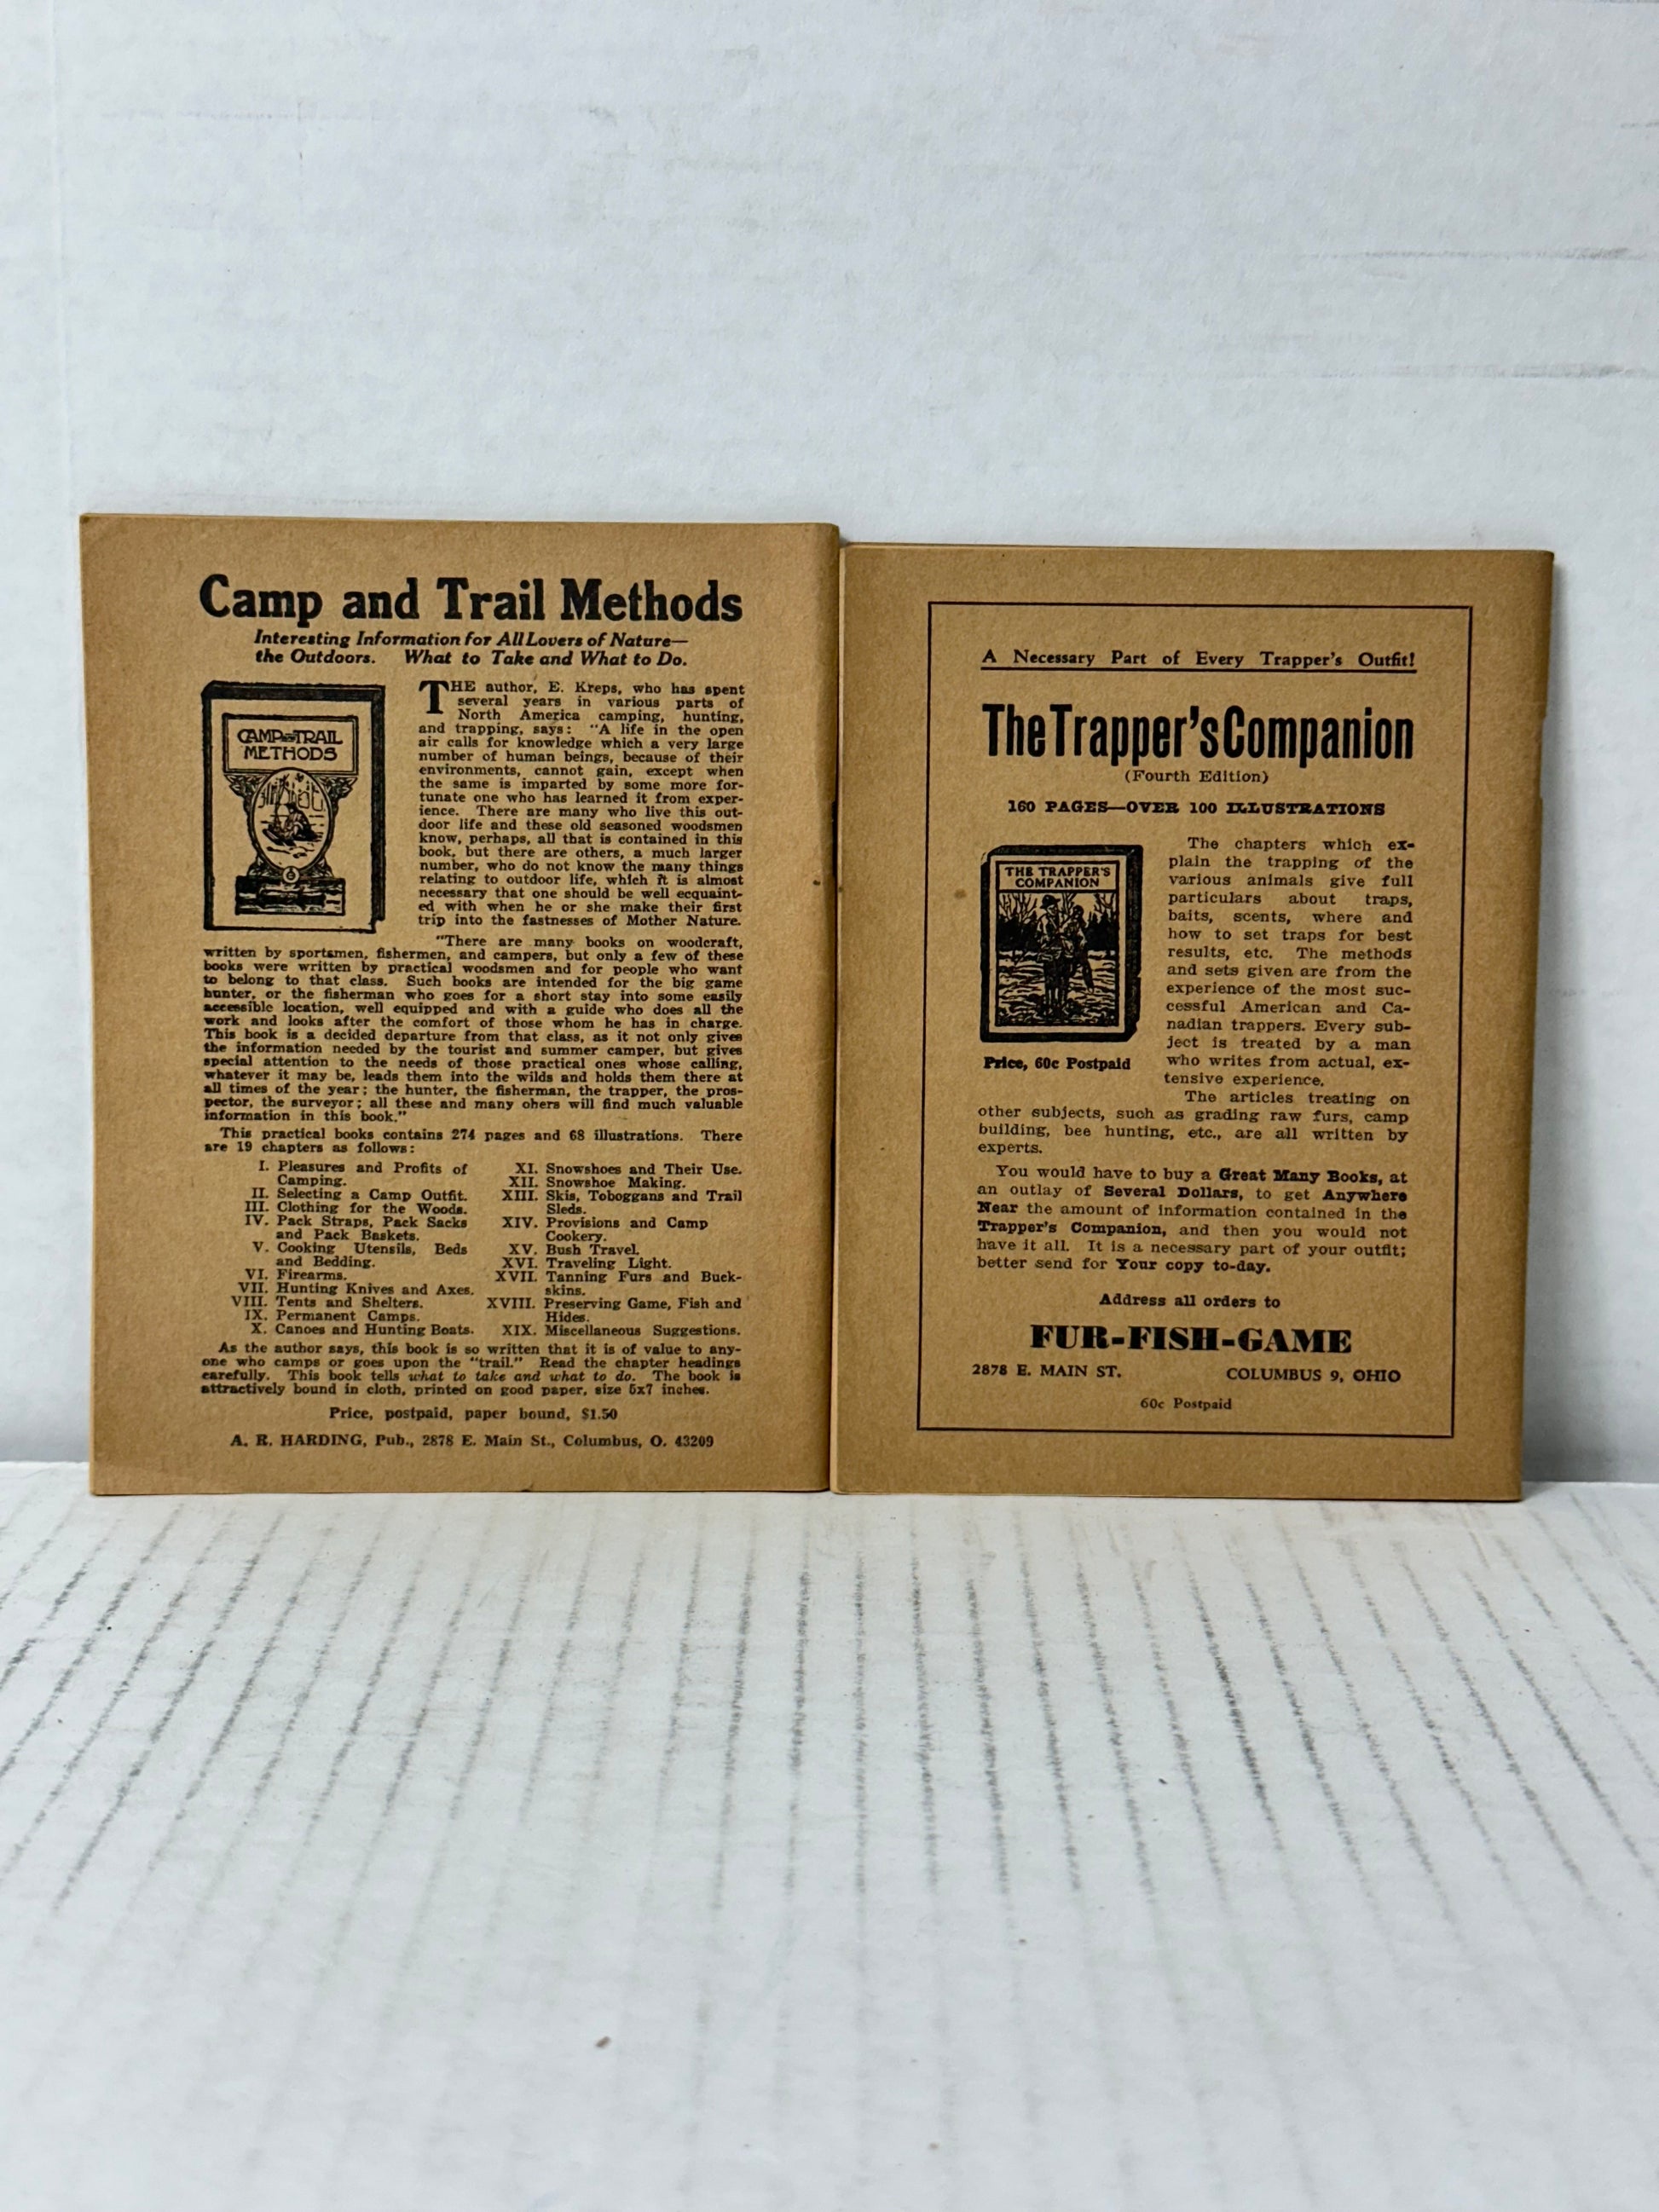 Camp and Trail Methods
Interesting Information for All Lovers of Nature—
the Outdoors. What to Take and What to Do.
CAMP AND TRAIL
METHODS
THE author, E. Kreps, who has spent
several years in various parts of
North America camping, hunting,
and trapping, says: "A life in the open
air calls for knowledge which a very large
number of human beings, because of their
environments, cannot gain, except when
the same is imparted by some more for-
tunate one who has learned it from exper-
ience. There are many who live this out-
door life and these old seasoned woodsmen
know, perhaps, all that is contained in this
book, but there are others, a much larger
number, who do not know the many things
relating to outdoor life, which it is almost
necessary that one should be well ecquaint-
ed with when he or she make their first
trip into the fastnesses of Mother Nature.
"There are many books on woodcraft,
written by sportsmen, fishermen, and campers, but only a few of these
books were written by practical woodsmen and for people who want
to belong to that class. Such books are intended for the big game
hunter, or the fisherman who goes for a short stay into some easily
accessible location, well equipped and with a guide who does all the
work and looks after the comfort of those whom he has in charge.
This book is a decided departure from that class, as it not only gives
the information needed by the tourist and summer camper, but gives
special attention to the needs of those practical ones whose calling,
whatever it may be, leads them into the wilds and holds them there at
all times of the year; the hunter, the fisherman, the trapper, the pros-
pector, the surveyor; all these and many ohers will find much valuable
information in this book."
This practical books contains 274 pages and 68 illustrations. There
are 19 chapters as follows:
I. Pleasures and Profits of
Camping.
II. Selecting a Camp Outfit.
III. Clothing for the Woods.
IV. Pack Straps, Pack Sacks
and Pack Baskets.
V. Cooking Utensils, Beds
and Bedding.
VI. Firearms.
VII. Hunting Knives and Axes.
VIII. Tents and Shelters.
IX. Permanent Camps.
X. Canoes and Hunting Boats.
XI. Snowshoes and Their Use.
XII. Snowshoe Making.
XIII. Skis, Toboggans and Trail
Sleds.
XIV. Provisions and Camp
Cookery.
XV. Bush Travel.
XVI. Traveling Light.
XVII. Tanning Furs and Buck-
skins.
XVIII. Preserving Game, Fish and
Hides.
XIX. Miscellaneous Suggestions.
As the author says, this book is so written that it is of value to any-
one who camps or goes upon the "trail." Read the chapter headings
carefully. This book tells what to take and what to do. The book is
attractively bound in cloth, printed on good paper, size 5x7 inches.
Price, postpaid, paper bound, $1.50
A. R. HARDING, Pub., 2878 E. Main St., Columbus, O. 43209
A Necessary Part of Every Trapper's Outfit!
The Trapper's Companion
(Fourth Edition)
160 PAGES—OVER 100 ILLUSTRATIONS
THE TRAPPER'S
COMPANION
Price, 60c Postpaid
The chapters which ex-
plain the trapping of the
various animals give full
particulars about traps,
baits, scents, where and
how to set traps for best
results, etc. The methods
and sets given are from the
experience of the most suc-
cessful American and Ca-
nadian trappers. Every sub-
ject is treated by a man
who writes from actual, ex-
tensive experience.
The articles treating on
other subjects, such as grading raw furs, camp
building, bee hunting, etc., are all written by
experts.
You would have to buy a Great Many Books, at
an outlay of Several Dollars, to get Anywhere
Near the amount of information contained in the
Trapper's Companion, and then you would not
have it all. It is a necessary part of your outfit;
better send for Your copy to-day.
Address all orders to
FUR-FISH-GAME
2878 E. MAIN ST. COLUMBUS 9, OHIO
60c Postpaid